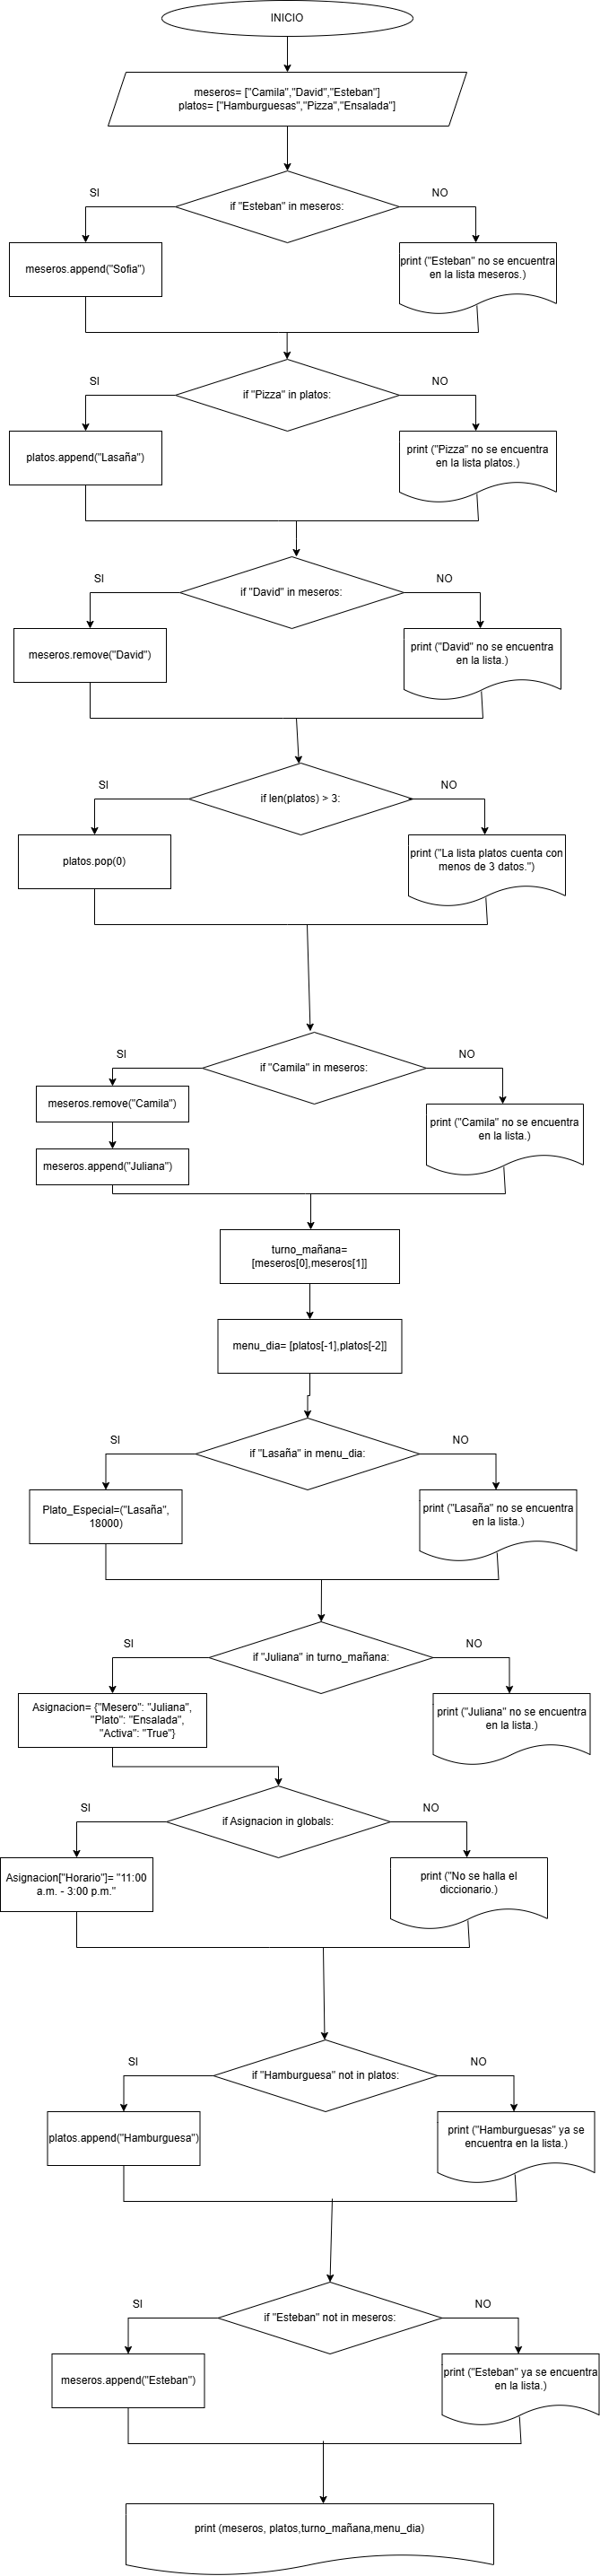 INICIO
meseros= ["Camila","David","Esteban"]
platos= ["Hamburguesas","Pizza","Ensalada"]
SI
NO
if "Esteban" in meseros:
meseros.append("Sofia")
print ("Esteban" no se encuentra
en la lista meseros.)
SI
NO
if "Pizza" in platos:
platos.append("Lasaña")
print ("Pizza" no se encuentra
en la lista platos.)
SI
NO
if "David" in meseros:
meseros.remove("David")
print ("David" no se encuentra
en la lista.)
SI
NO
if len(platos) > 3:
platos.pop(0)
print ("La lista platos cuenta con
menos de 3 datos.")
SI
NO
if "Camila" in meseros:
meseros.remove("Camila")
print ("Camila" no se encuentra
en la lista.)
meseros.append("Juliana")
turno_mañana=
[meseros[0],meseros[1]]
menu_dia= [platos[-1],platos[-2]]
SI
NO
if "Lasaña" in menu_dia:
Plato_Especial=("Lasaña",
18000)
print ("Lasaña" no se encuentra
en la lista.)
SI
NO
if "Juliana" in turno_mañana:
Asignacion= {"Mesero": "Juliana",
"Plato": "Ensalada",
"Activa": "True"}
print ("Juliana" no se encuentra
en la lista.)
SI
NO
if Asignacion in globals:
Asignacion["Horario"]= "11:00
a.m. - 3:00 p.m."
print ("No se halla el
diccionario.)
SI
NO
if "Hamburguesa" not in platos:
platos.append("Hamburguesa")
print ("Hamburguesas" ya se
encuentra en la lista.)
SI
NO
if "Esteban" not in meseros:
meseros.append("Esteban")
print ("Esteban" ya se encuentra
en la lista.)
print (meseros, platos,turno_mañana,menu_dia)